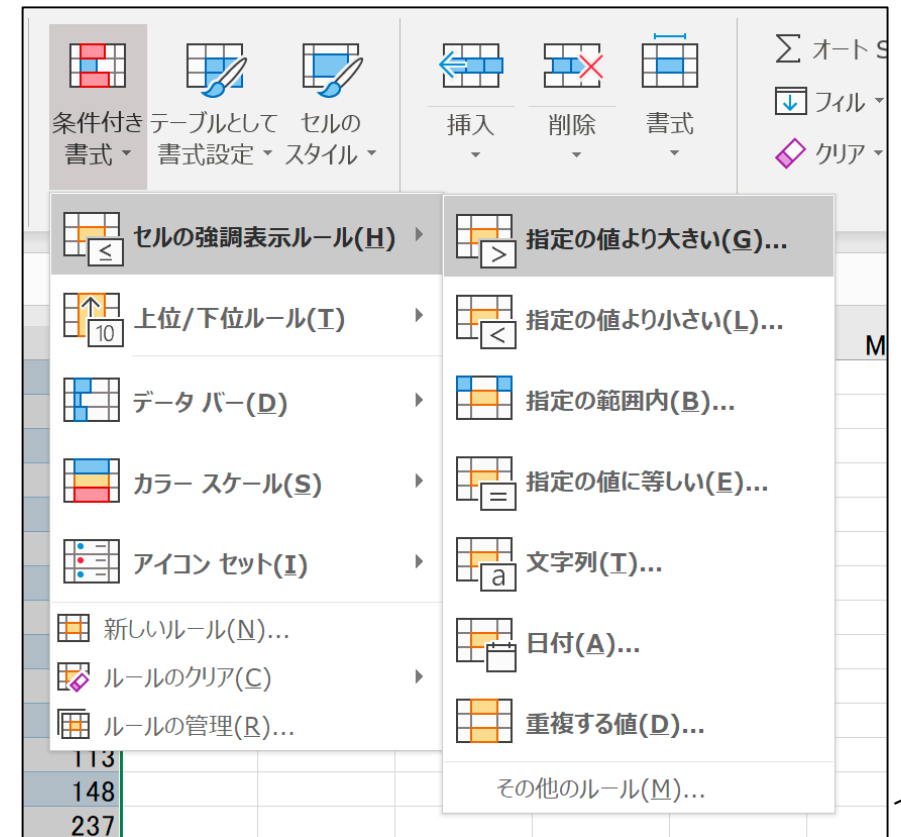 条件付き
書式
テーブルとして
書式設定
セルの
スタイル
挿入
削除
書式
∑ オート S
フィル
クリア
セルの強調表示ルール(H)
上位/下位ルール(T)
10
データ バー(D)
カラー スケール(S)
アイコン セット(I)
新しいルール(N)...
ルールのクリア(C)
ルールの管理(R)...
≤
>
指定の値より大きい(G)...
<
指定の値より小さい(L)...
指定の範囲内(B)...
=
指定の値に等しい(E)...
a
文字列(T)...
日付(A)...
重複する値(D)...
その他のルール(M)...
M
113
148
237